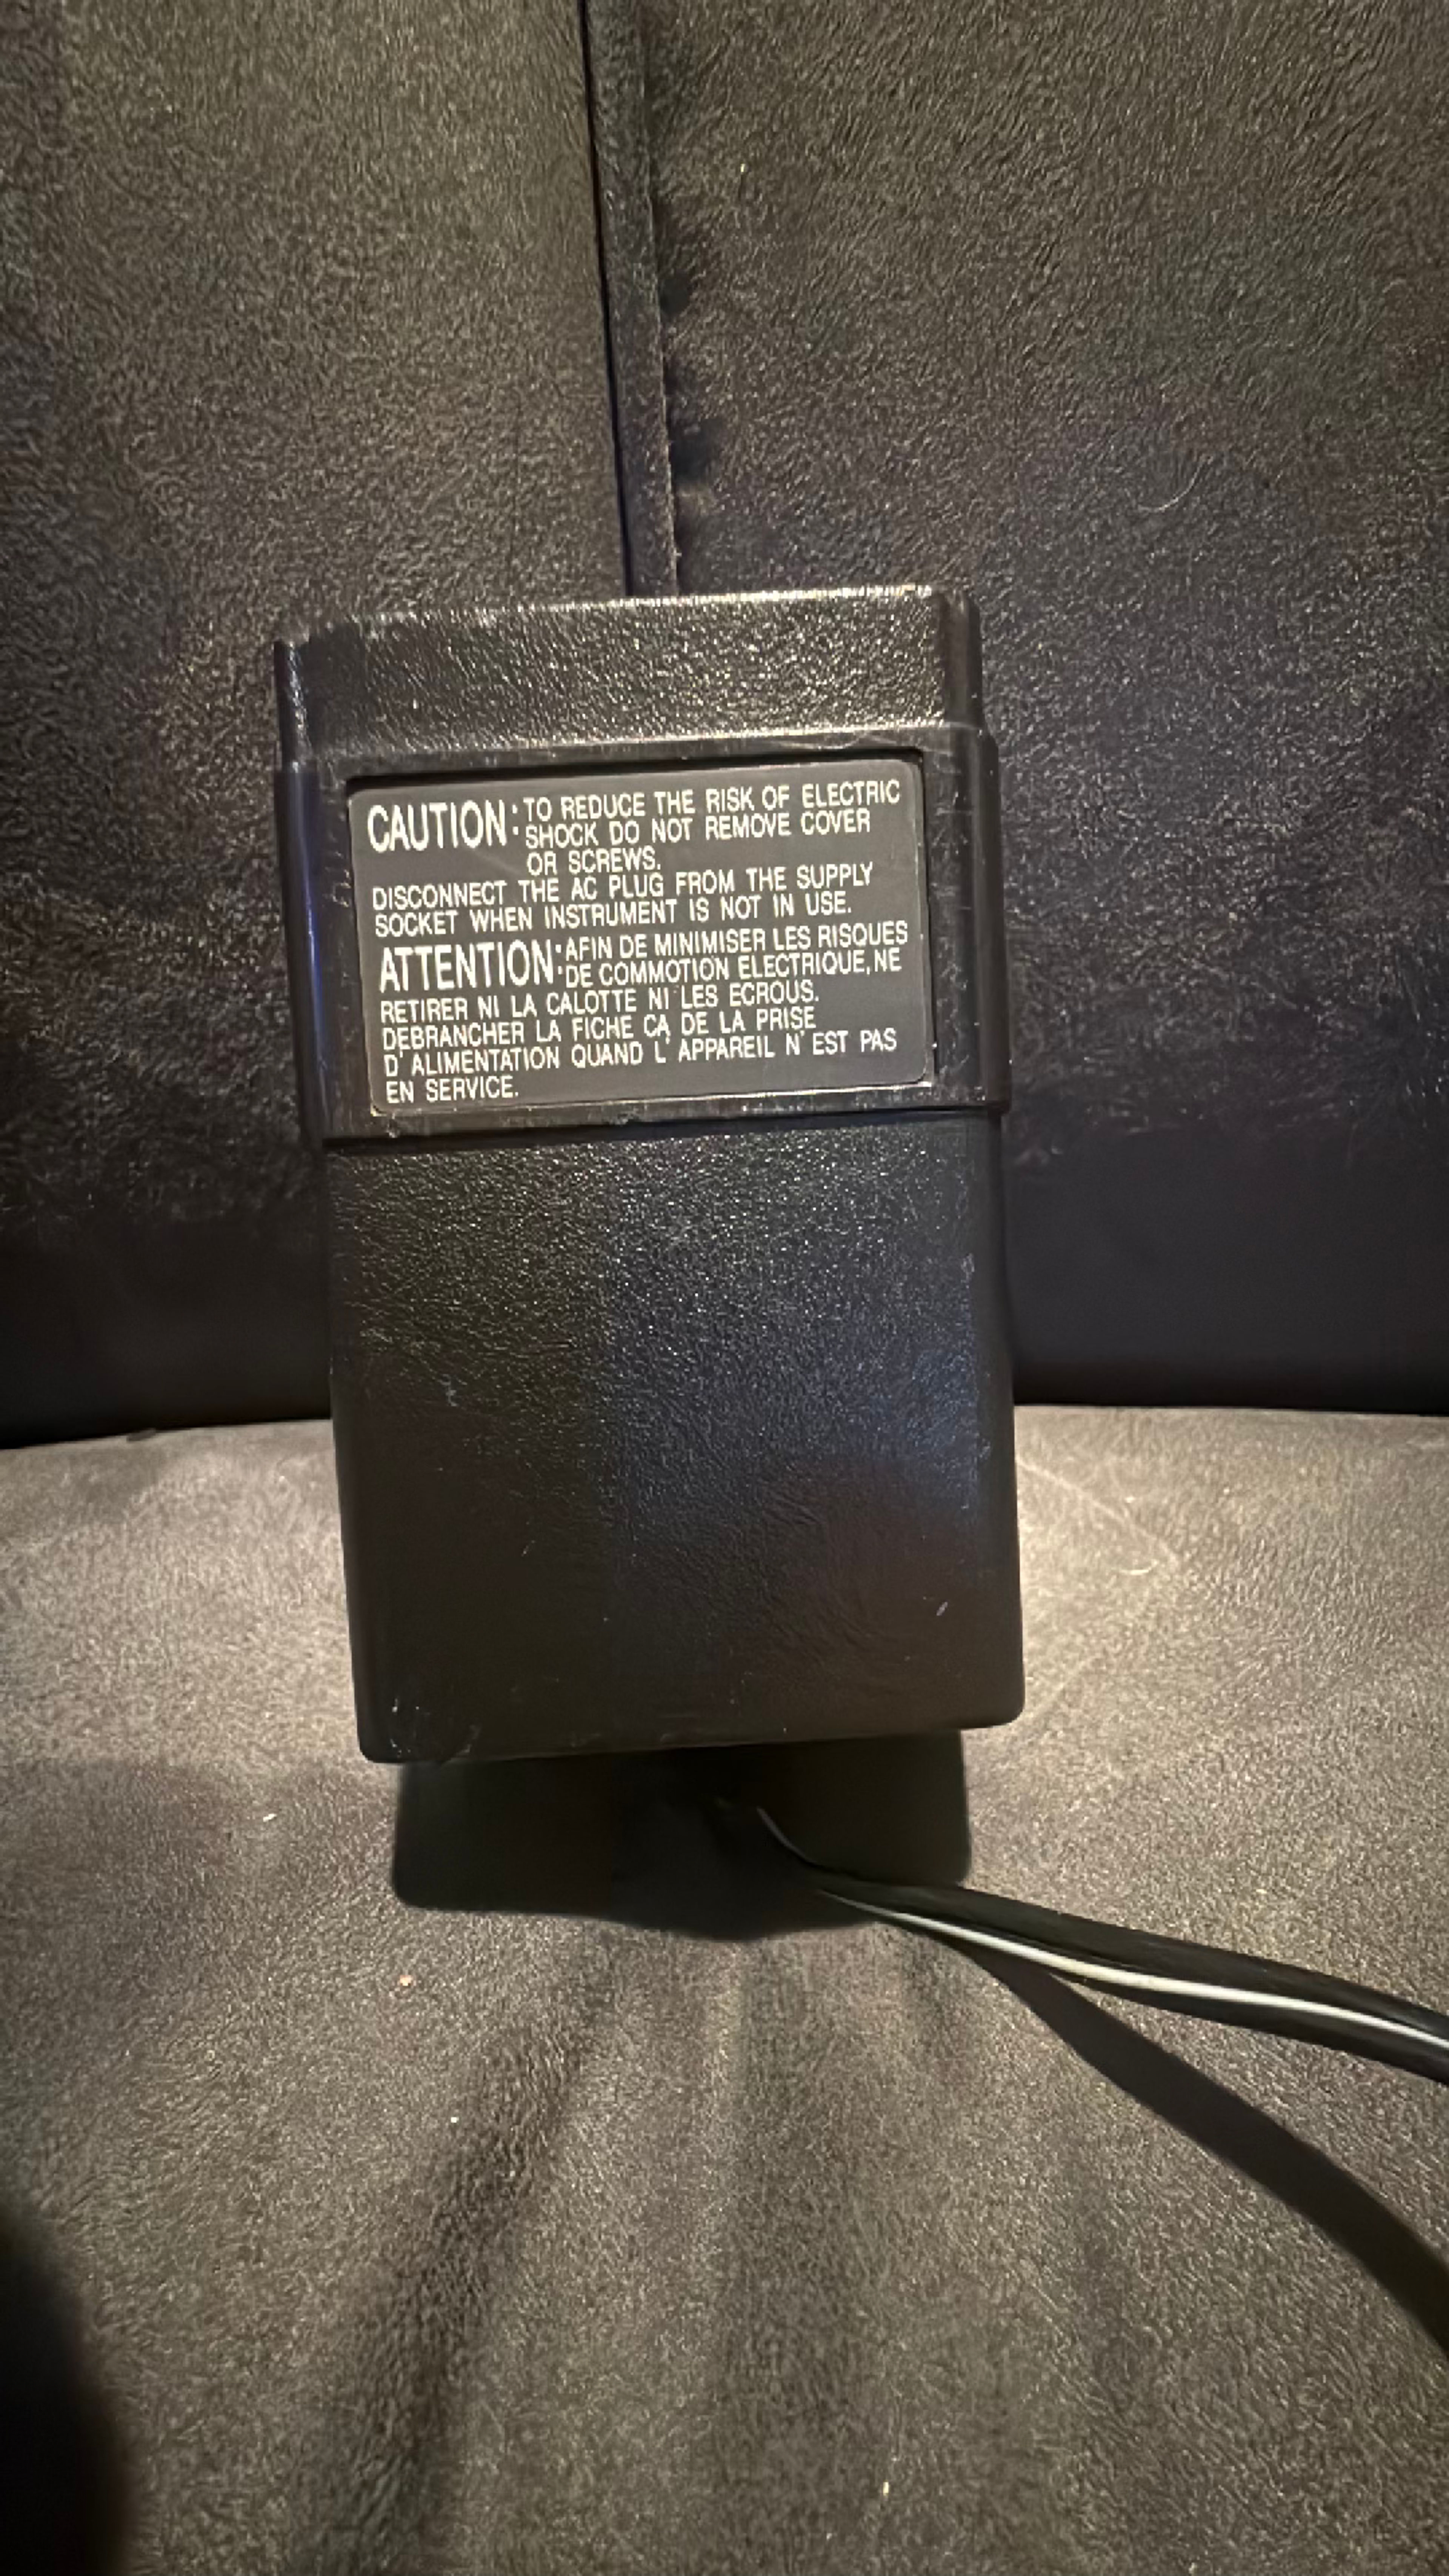 CAUTION: TO REDUCE THE RISK OF ELECTRIC
SHOCK DO NOT REMOVE COVER
OR SCREWS.
DISCONNECT THE AC PLUG FROM THE SUPPLY
SOCKET WHEN INSTRUMENT IS NOT IN USE.
ATTENTION: AFIN DE MINIMISER LES RISQUES
DE COMMOTION ELECTRIQUE, NE
RETIRER NI LA CALOTTE NI LES ECROUS.
DEBRANCHER LA FICHE CA DE LA PRISE
D'ALIMENTATION QUAND L'APPAREIL N'EST PAS
EN SERVICE.